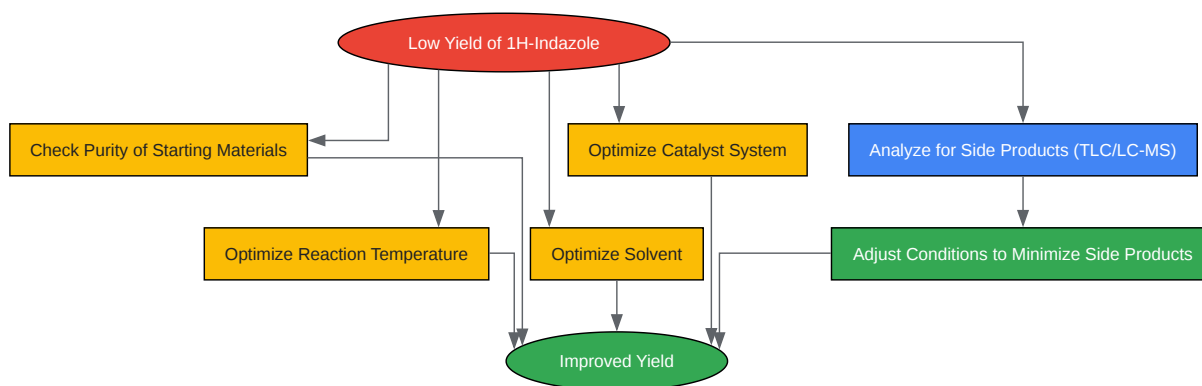 Low Yield of 1H-Indazole
Check Purity of Starting Materials
Optimize Catalyst System
Analyze for Side Products (TLC/LC-MS)
Optimize Reaction Temperature
Optimize Solvent
Adjust Conditions to Minimize Side Products
Improved Yield